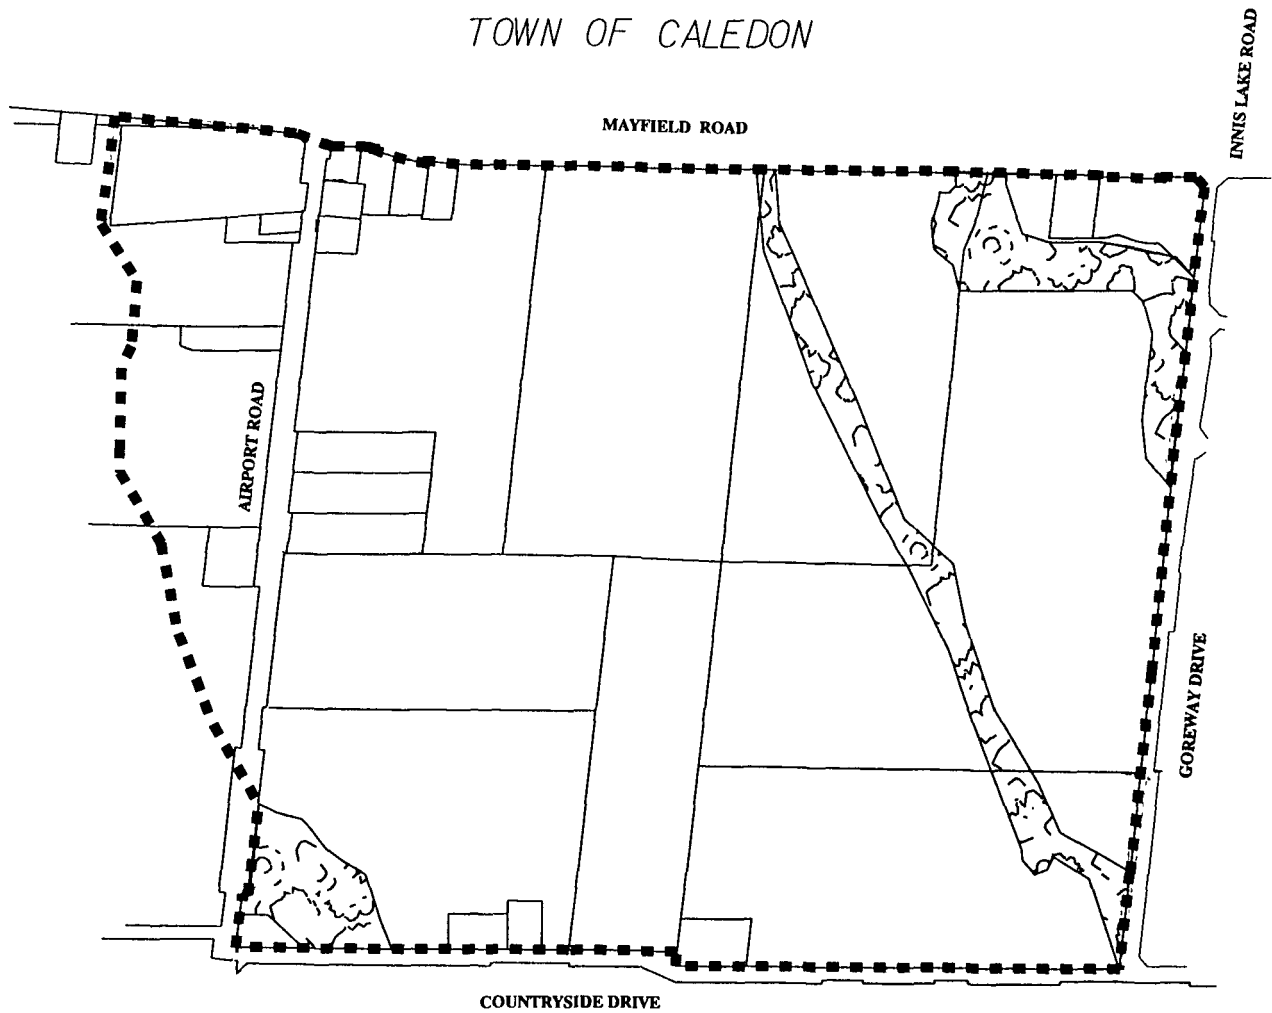 TOWN OF CALEDON
INNIS LAKE ROAD
MAYFIELD ROAD
AIRPORT ROAD
GOREWAY DRIVE
COUNTRYSIDE DRIVE